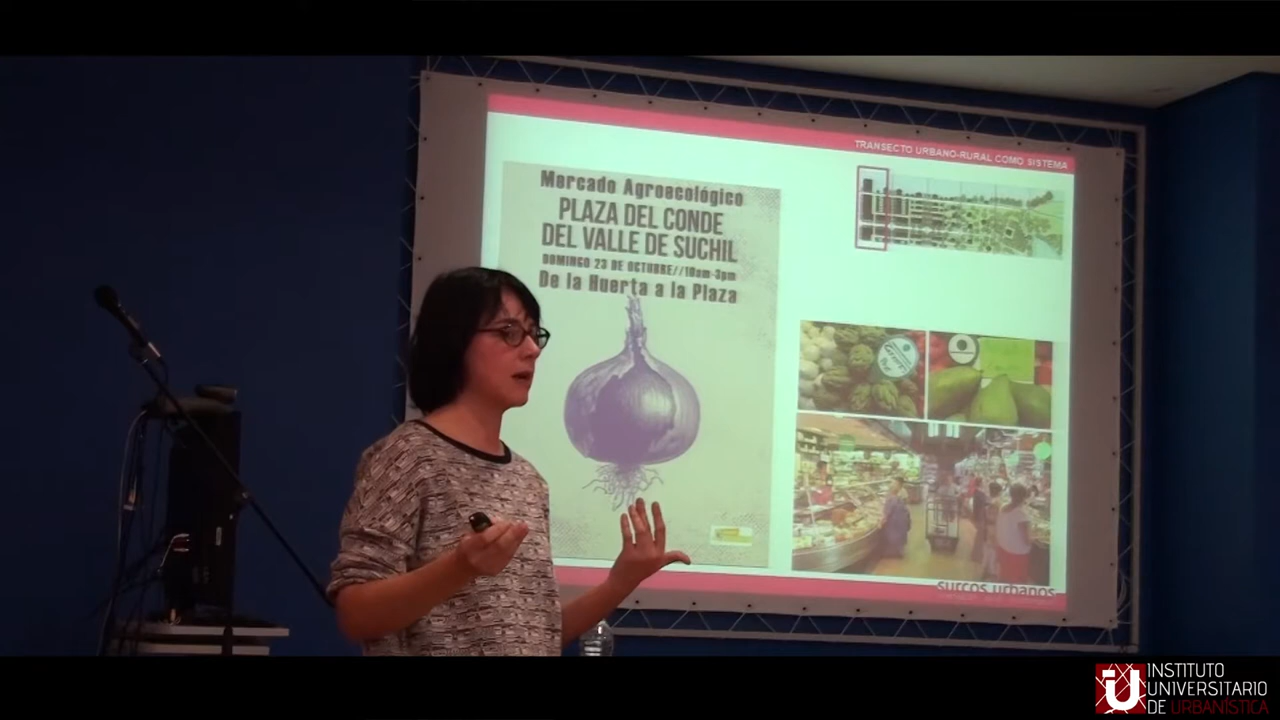 TRANSECTO URBANO-RURAL COMO SISTEMA
Mercado Agroecológico
PLAZA DEL CONDE
DEL VALLE DE SUCHIL
DOMINGO 23 DE OCTUBRE//10am-3pm
De la Huerta a la Plaza
surcos urbanos
INSTITUTO
UNIVERSITARIO
DE URBANÍSTICA